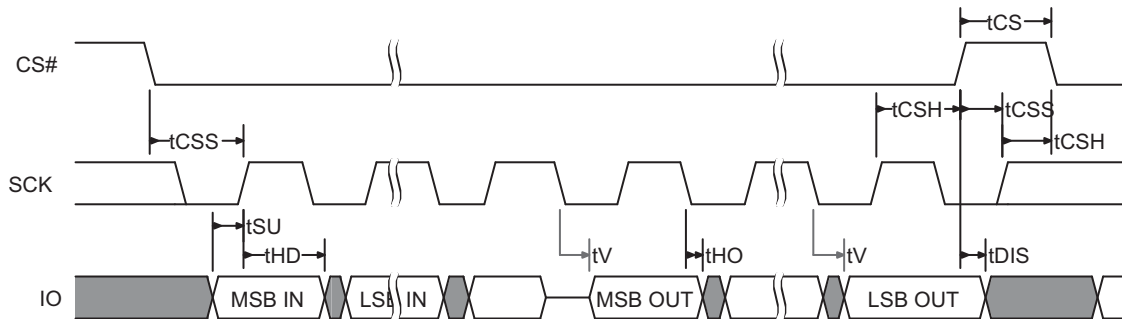 tCS
CS#
tCSH
tCSS
tCSS
tCSH
SCK
tSU
tHD
tV
tHO
tV
tDIS
IO
MSB IN
LSB IN
MSB OUT
LSB OUT